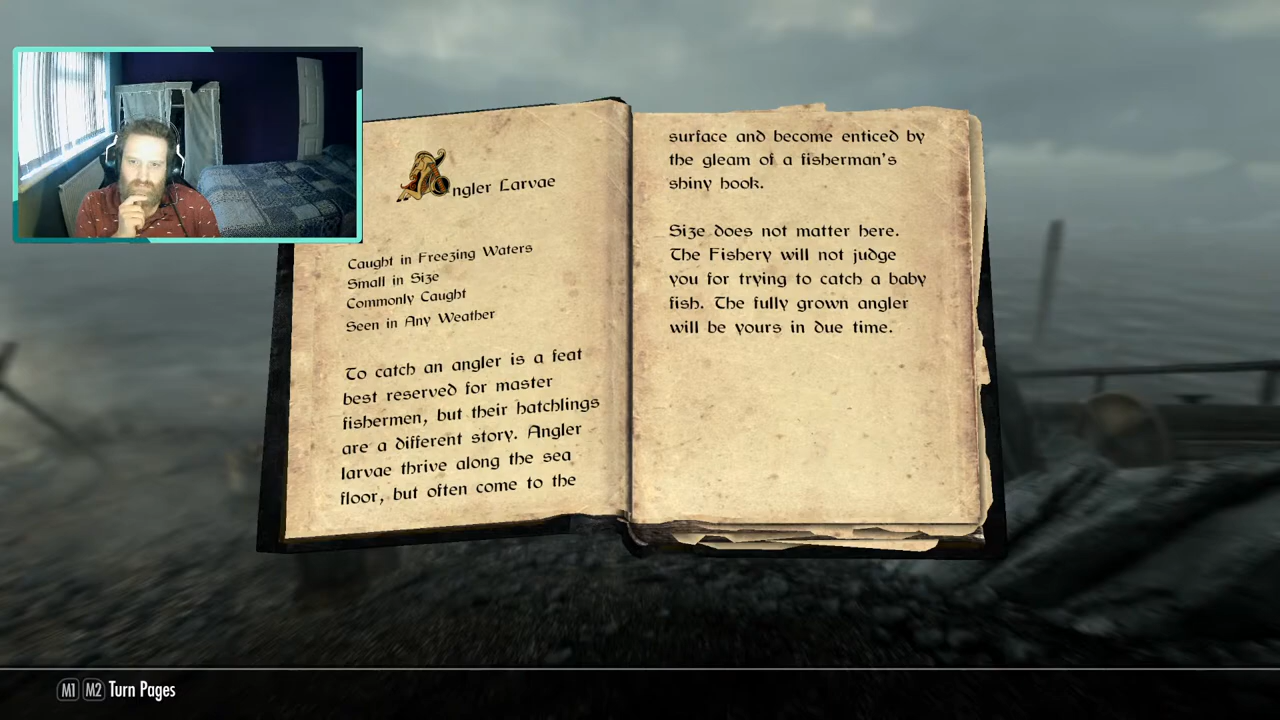 Angler Larvae
Caught in Freezing Waters
Small in Size
Commonly Caught
Seen in Any Weather
To catch an angler is a feat
best reserved for master
fishermen, but their hatchlings
are a different story. Angler
larvae thrive along the sea
floor, but often come to the
surface and become enticed by
the gleam of a fisherman's
shiny hook.
Size does not matter here.
The Fishery will not judge
you for trying to catch a baby
fish. The fully grown angler
will be yours in due time.
M1 M2 Turn Pages